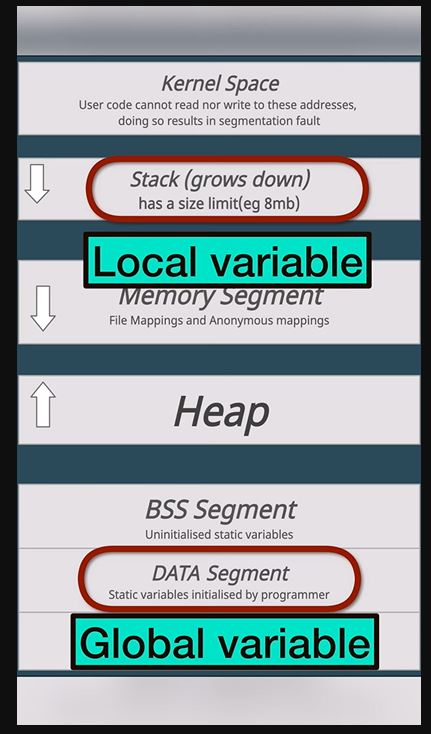 Kernel Space
User code cannot read nor write to these addresses,
doing so results in segmentation fault
Stack (grows down)
has a size limit(eg 8mb)
Local variable
Memory Segment
File Mappings and Anonymous mappings
Heap
BSS Segment
Uninitialised static variables
DATA Segment
Static variables initialised by programmer
Global variable